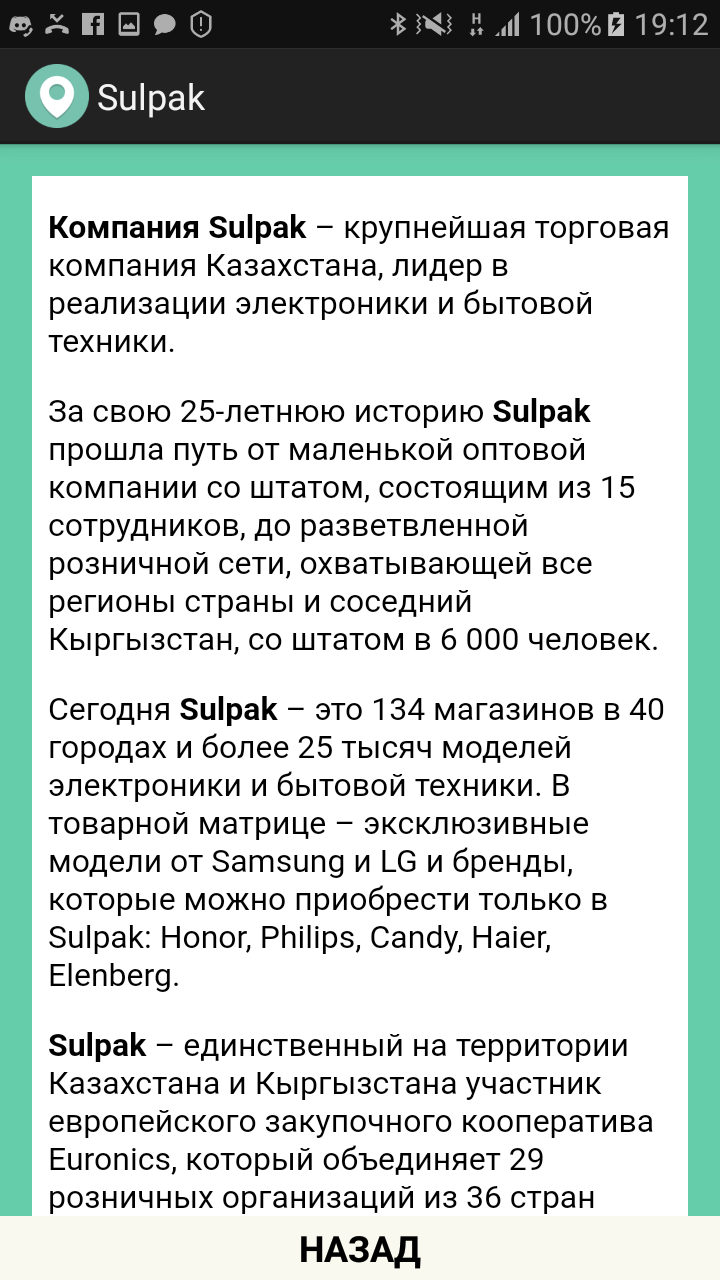 H 100% 19:12
Sulpak
Компания Sulpak – крупнейшая торговая
компания Казахстана, лидер в
реализации электроники и бытовой
техники.
За свою 25-летнюю историю Sulpak
прошла путь от маленькой оптовой
компании со штатом, состоящим из 15
сотрудников, до разветвленной
розничной сети, охватывающей все
регионы страны и соседний
Кыргызстан, со штатом в 6 000 человек.
Сегодня Sulpak – это 134 магазинов в 40
городах и более 25 тысяч моделей
электроники и бытовой техники. В
товарной матрице – эксклюзивные
модели от Samsung и LG и бренды,
которые можно приобрести только в
Sulpak: Honor, Philips, Candy, Haier,
Elenberg.
Sulpak – единственный на территории
Казахстана и Кыргызстана участник
европейского закупочного кооператива
Euronics, который объединяет 29
розничных организаций из 36 стран
НАЗАД